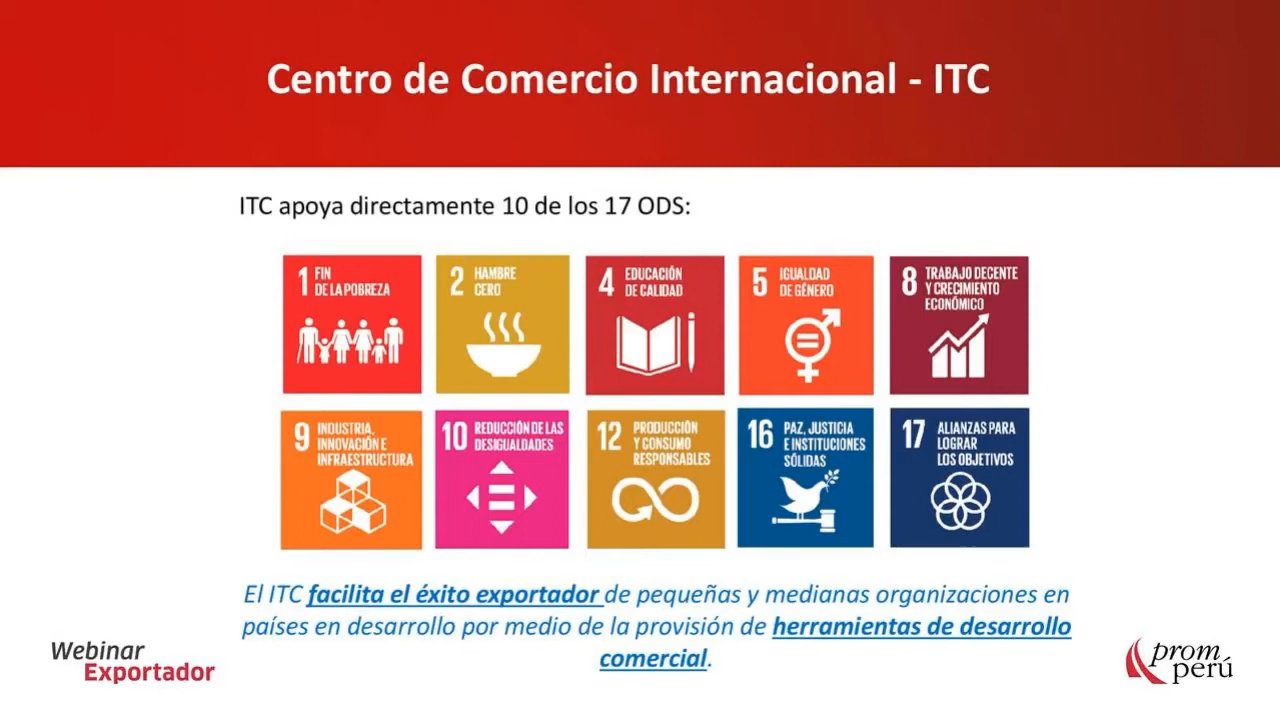 Centro de Comercio Internacional - ITC
ITC apoya directamente 10 de los 17 ODS:
1 FIN
DE LA POBREZA
2 HAMBRE
CERO
4 EDUCACIÓN
DE CALIDAD
5 IGUALDAD
DE GÉNERO
8 TRABAJO DECENTE
Y CRECIMIENTO
ECONÓMICO
9 INDUSTRIA,
INNOVACIÓN E
INFRAESTRUCTURA
10 REDUCCIÓN DE LAS
DESIGUALDADES
12 PRODUCCIÓN
Y CONSUMO
RESPONSABLES
16 PAZ, JUSTICIA
E INSTITUCIONES
SÓLIDAS
17 ALIANZAS PARA
LOGRAR
LOS OBJETIVOS
El ITC facilita el éxito exportador de pequeñas y medianas organizaciones en
países en desarrollo por medio de la provisión de herramientas de desarrollo
comercial.
Webinar
Exportador
prom
perú